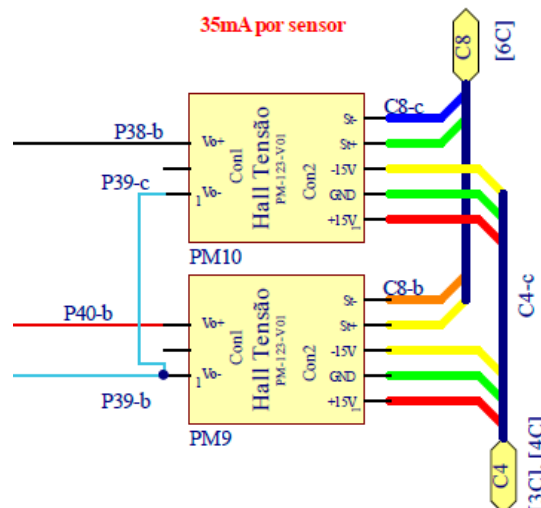 35mA por sensor
C8
[6C]
P38-b
Vo+
Con1
1
Vo-
Hall Tensão
PM-123-V01
Con2
St-
St+
-15V
GND
+15V
1
C8-c
P39-c
PM10
P40-b
Vo+
Con1
1
Vo-
Hall Tensão
PM-123-V01
Con2
St-
St+
-15V
GND
+15V
1
C8-b
P39-b
PM9
C4-c
C4
[3C], [4C]